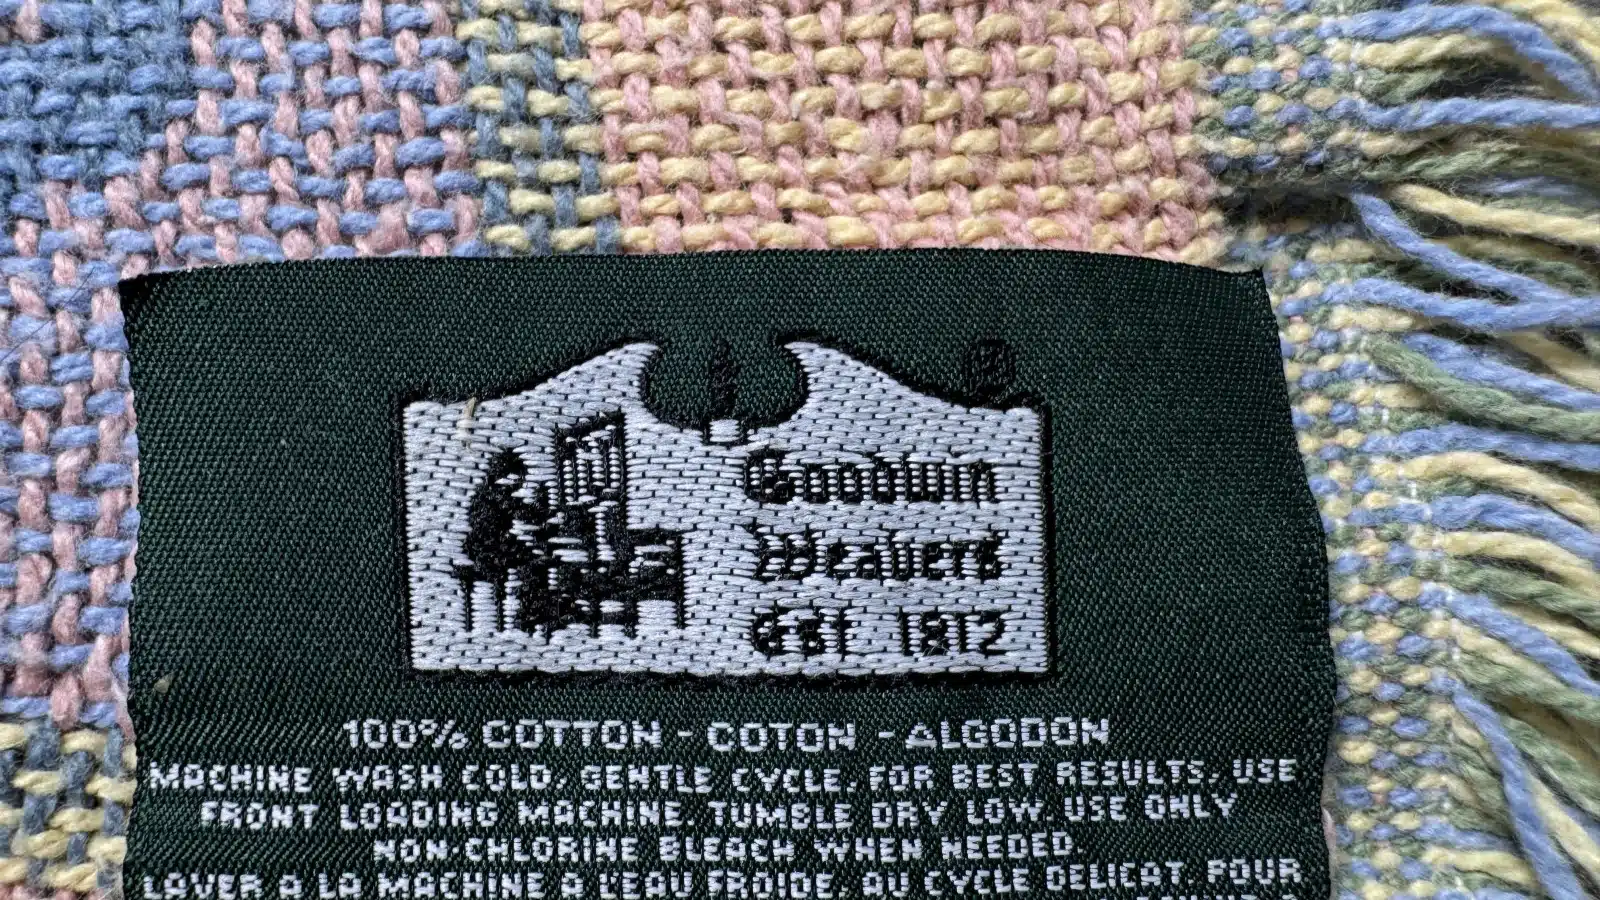 ®
Goodwin
Weavers
EST 1812
100% COTTON - COTON - ALGODON
MACHINE WASH COLD, GENTLE CYCLE. FOR BEST RESULTS, USE
FRONT LOADING MACHINE. TUMBLE DRY LOW. USE ONLY
NON-CHLORINE BLEACH WHEN NEEDED.
LAVER A LA MACHINE A L'EAU FROIDE, AU CYCLE DELICAT. POUR